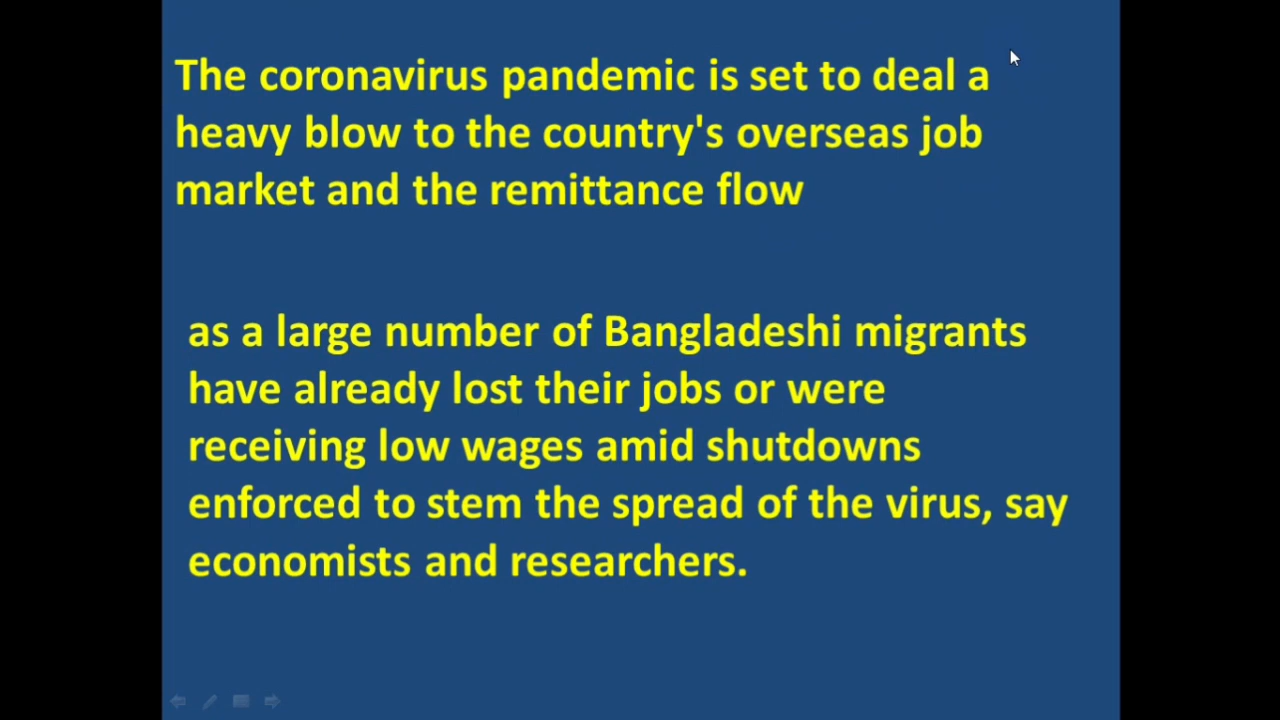 The coronavirus pandemic is set to deal a
heavy blow to the country's overseas job
market and the remittance flow
as a large number of Bangladeshi migrants
have already lost their jobs or were
receiving low wages amid shutdowns
enforced to stem the spread of the virus, say
economists and researchers.